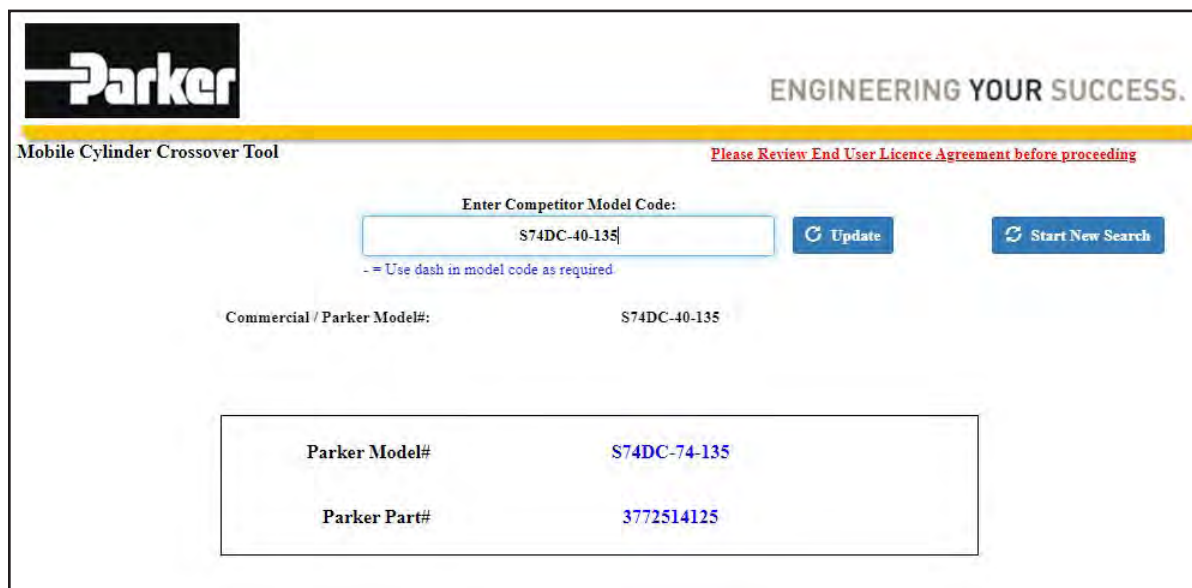 Parker
ENGINEERING YOUR SUCCESS.
Mobile Cylinder Crossover Tool
Please Review End User Licence Agreement before proceeding
Enter Competitor Model Code:
S74DC-40-135
Update
Start New Search
- = Use dash in model code as required
Commercial / Parker Model#:
S74DC-40-135
Parker Model#
S74DC-74-135
Parker Part#
3772514125